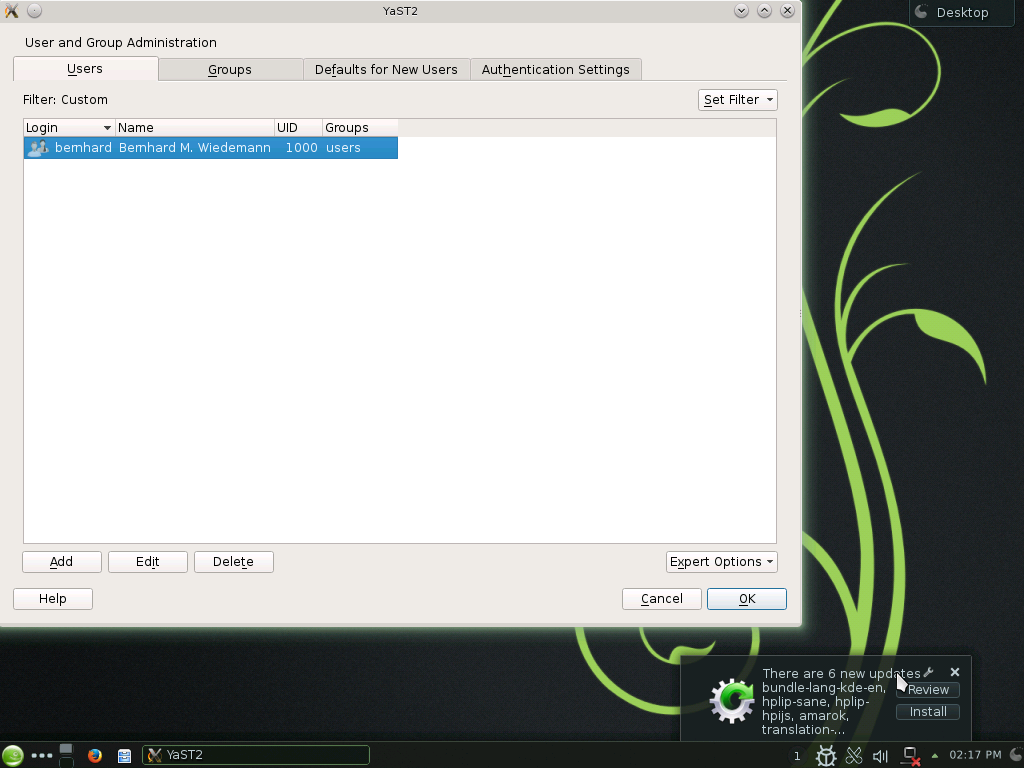 YaST2
Desktop
User and Group Administration
Users Groups Defaults for New Users Authentication Settings
Filter: Custom Set Filter
Login Name UID Groups
bernhard Bernhard M. Wiedemann 1000 users
Add Edit Delete Expert Options
Help Cancel OK
There are 6 new updates
bundle-lang-kde-en,
hplip-sane, hplip-
hpijs, amarok,
translation-...
Review
Install
YaST2 1 02:17 PM